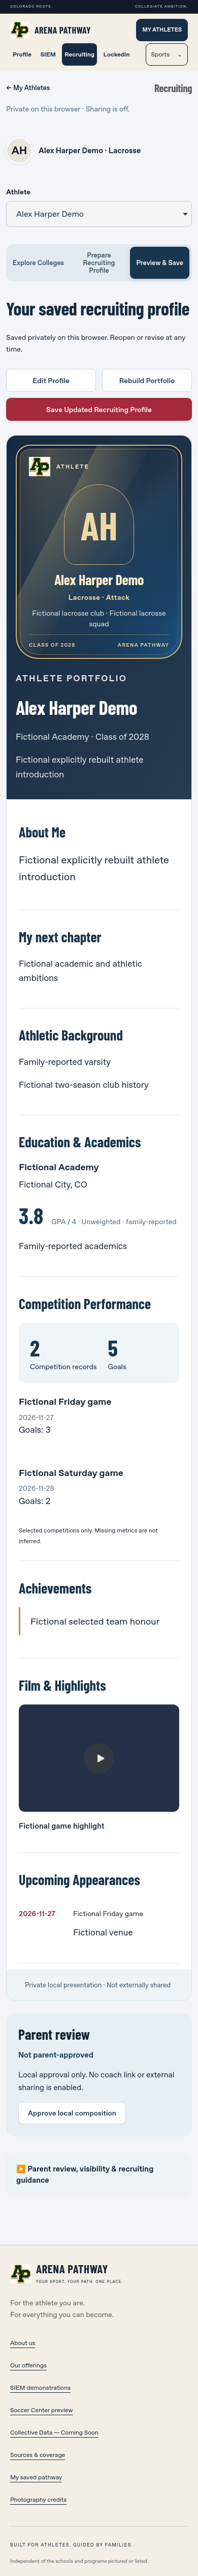 COLORADO ROOTS. COLLEGIATE AMBITION.
AP ARENA PATHWAY MY ATHLETES
Profile SIEM Recruiting LockedIn Sports
← My Athletes Recruiting
Private on this browser · Sharing is off.
AH Alex Harper Demo · Lacrosse
Athlete
Alex Harper Demo
Explore Colleges Prepare Recruiting Profile Preview & Save
Your saved recruiting profile
Saved privately on this browser. Reopen or revise at any
time.
Edit Profile Rebuild Portfolio
Save Updated Recruiting Profile
AP ATHLETE
AH
Alex Harper Demo
Lacrosse · Attack
Fictional lacrosse club · Fictional lacrosse
squad
CLASS OF 2028 ARENA PATHWAY
ATHLETE PORTFOLIO
Alex Harper Demo
Fictional Academy · Class of 2028
Fictional explicitly rebuilt athlete
introduction
About Me
Fictional explicitly rebuilt athlete
introduction
My next chapter
Fictional academic and athletic
ambitions
Athletic Background
Family-reported varsity
Fictional two-season club history
Education & Academics
Fictional Academy
Fictional City, CO
3.8 GPA / 4 · Unweighted · family-reported
Family-reported academics
Competition Performance
2 5
Competition records Goals
Fictional Friday game
2026-11-27
Goals: 3
Fictional Saturday game
2026-11-28
Goals: 2
Selected competitions only. Missing metrics are not
inferred.
Achievements
Fictional selected team honour
Film & Highlights
Fictional game highlight
Upcoming Appearances
2026-11-27 Fictional Friday game
Fictional venue
Private local presentation · Not externally shared
Parent review
Not parent-approved
Local approval only. No coach link or external
sharing is enabled.
Approve local composition
Parent review, visibility & recruiting
guidance
AP ARENA PATHWAY
YOUR SPORT. YOUR PATH. ONE PLACE.
For the athlete you are.
For everything you can become.
About us
Our offerings
SIEM demonstrations
Soccer Center preview
Collective Data — Coming Soon
Sources & coverage
My saved pathway
Photography credits
BUILT FOR ATHLETES. GUIDED BY FAMILIES.
Independent of the schools and programs pictured or listed.